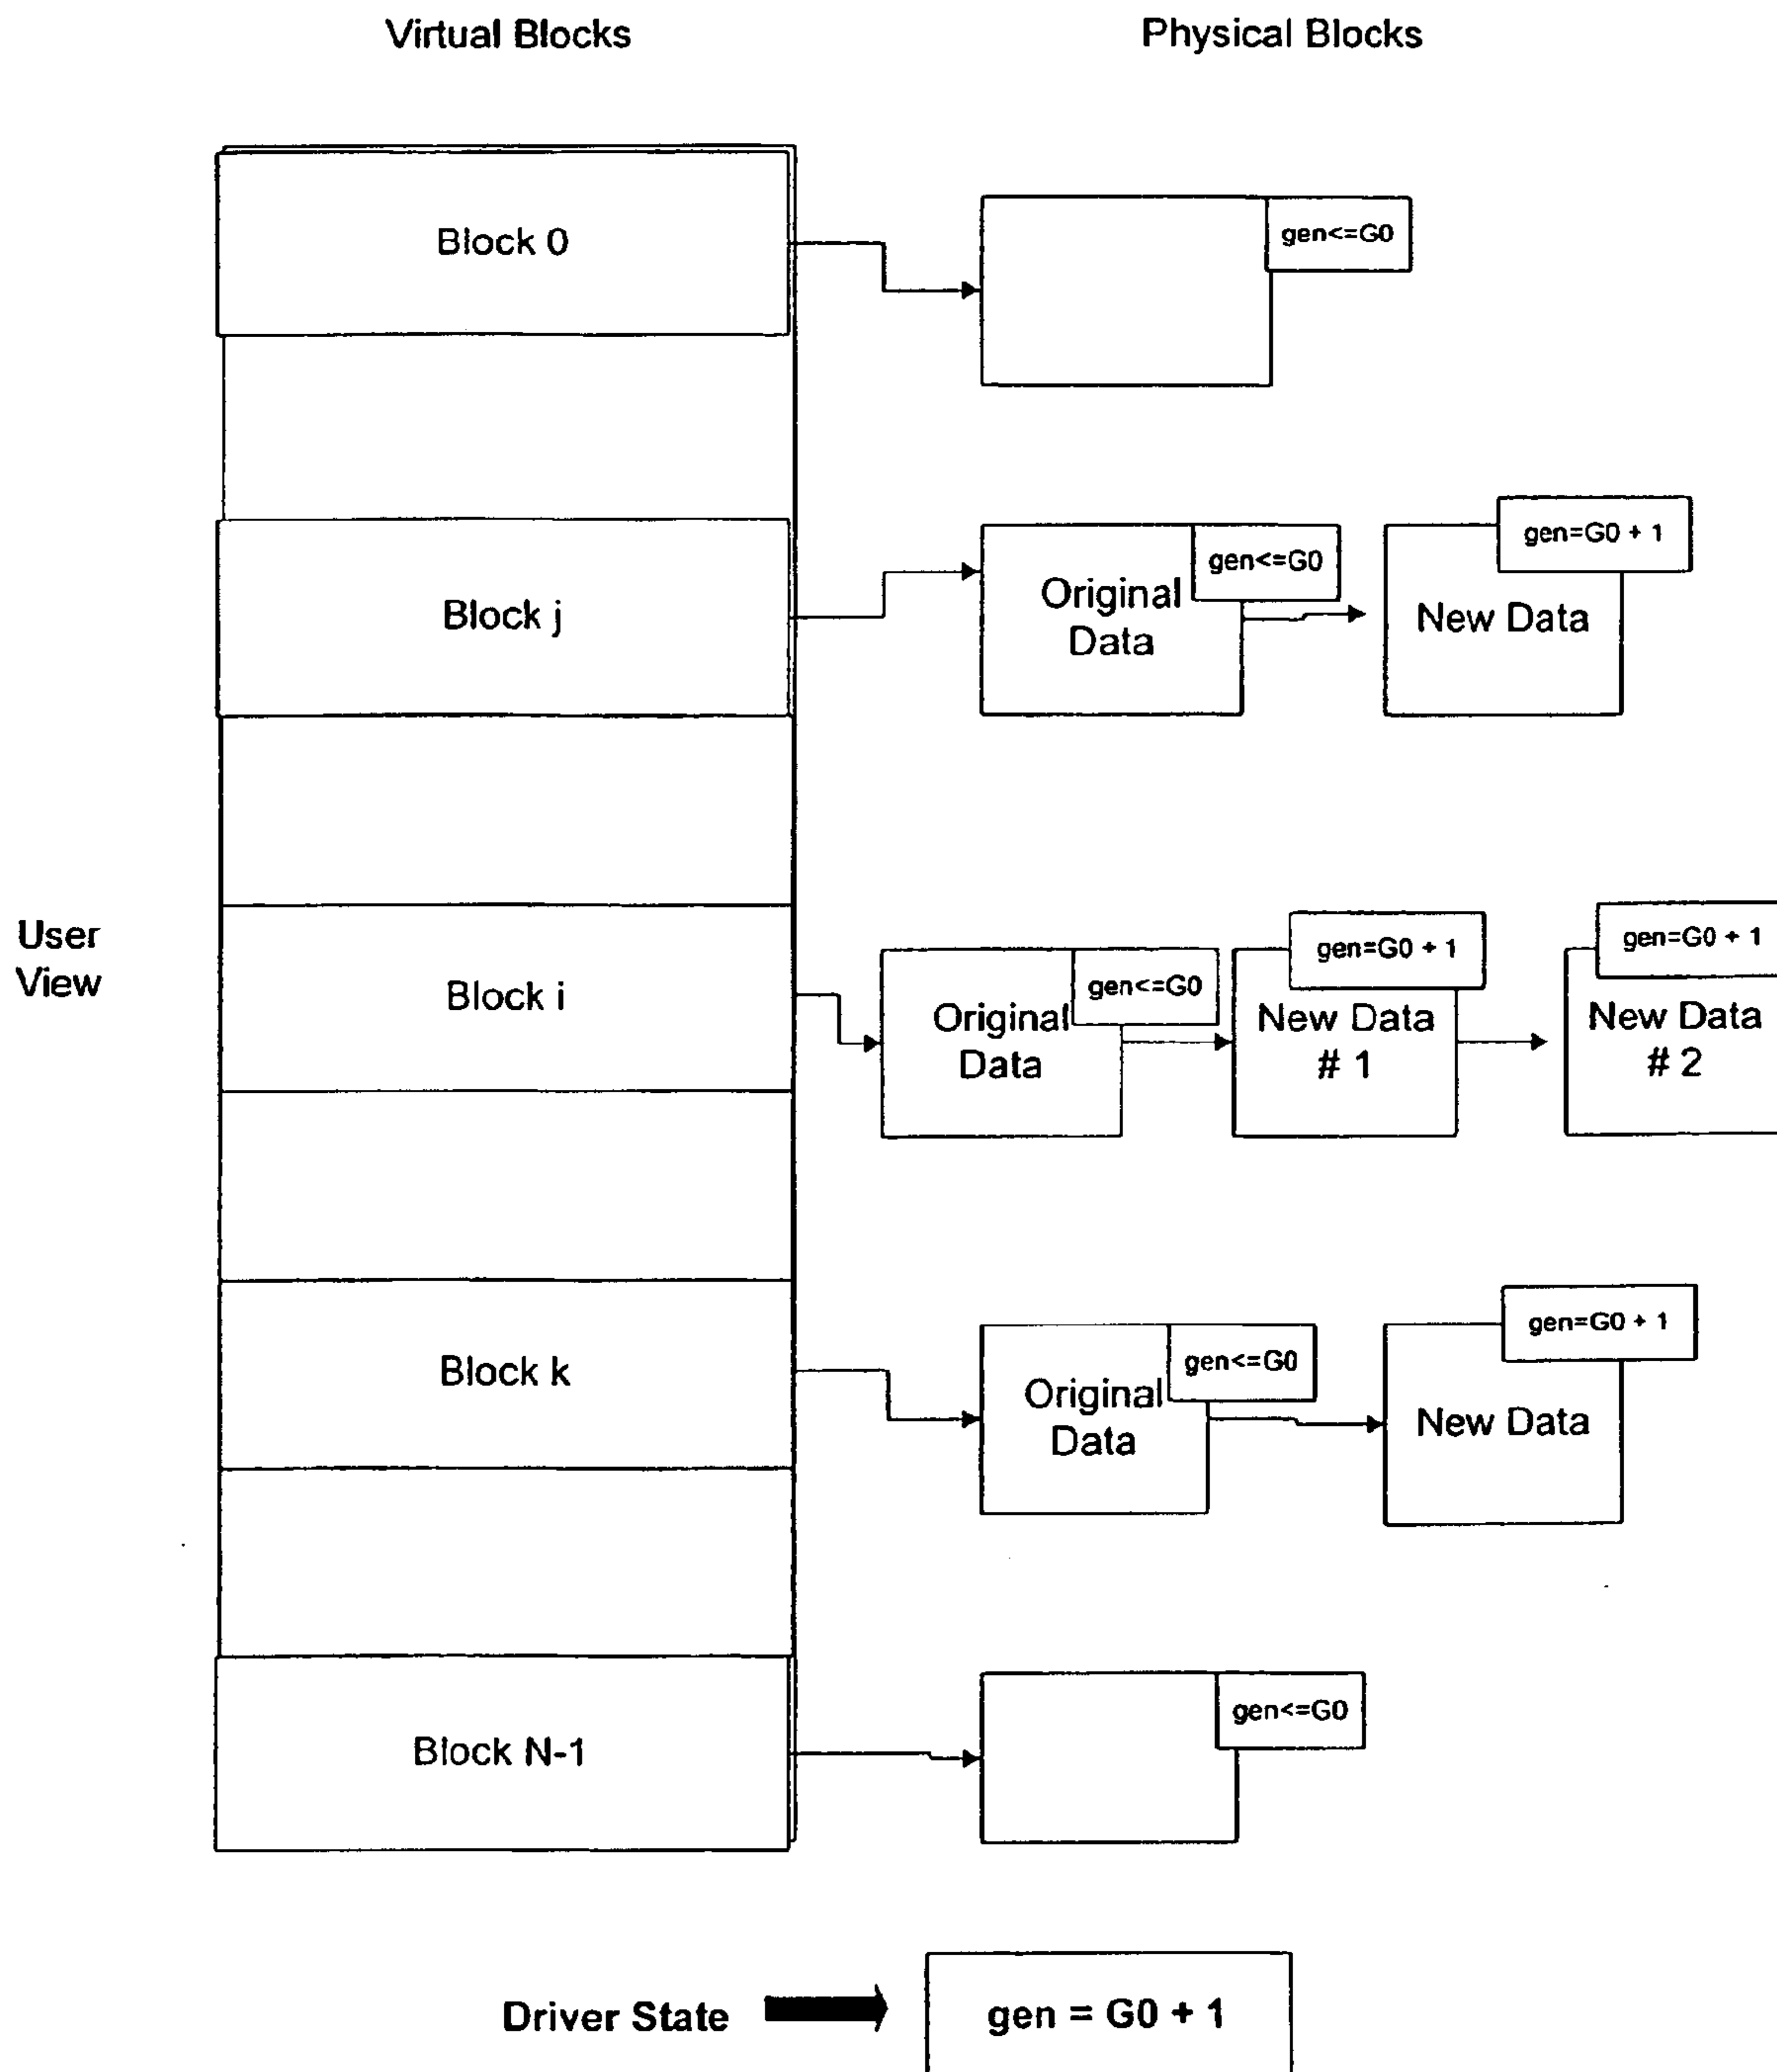 Virtual Blocks
Physical Blocks
Block 0
gen<=G0
Block j
Original
Data
gen<=G0
gen=G0 + 1
New Data
User
View
Block i
Original
Data
gen<=G0
gen=G0 + 1
New Data
# 1
gen=G0 + 1
New Data
# 2
Block k
Original
Data
gen<=G0
gen=G0 + 1
New Data
Block N-1
gen<=G0
Driver State
gen = G0 + 1